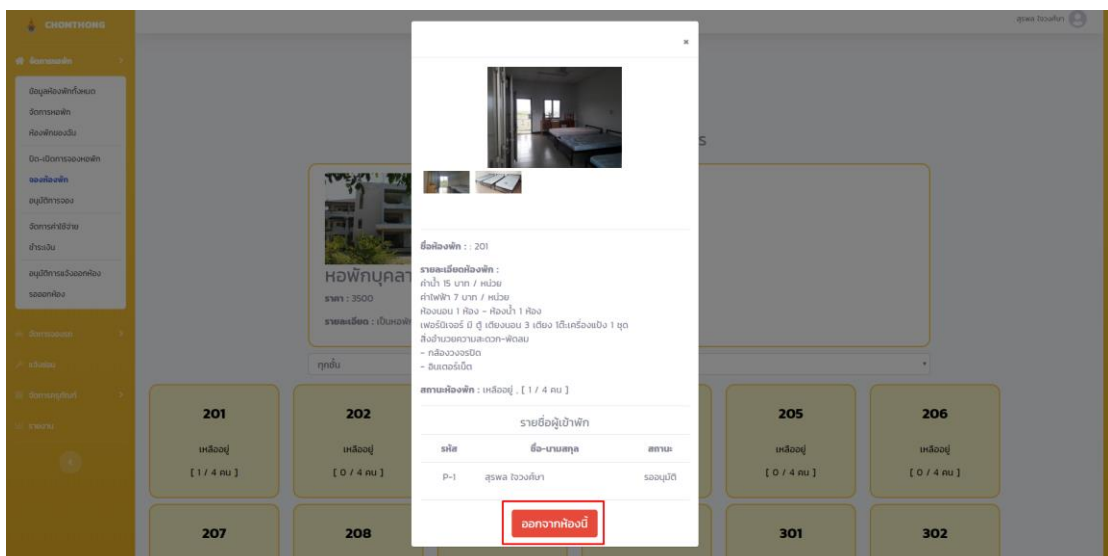 CHOMTHONG
สุรพล ใจวงศ์ษา
จัดการหอพัก
ข้อมูลห้องพักทั้งหมด
จัดการหอพัก
ห้องพักของฉัน
ปิด-เปิดการจองหอพัก
จองห้องพัก
อนุมัติการจอง
จัดการค่าใช้จ่าย
ชำระเงิน
อนุมัติการแจ้งออกห้อง
รอออกห้อง
แจ้งซ่อม
จัดการครุภัณฑ์
รายงาน
หอพักบุคลา
ราคา : 3500
รายละเอียด : เป็นหอพัก
ทุกชั้น
×
ชื่อห้องพัก : : 201
รายละเอียดห้องพัก :
ค่าน้ำ 15 บาท / หน่วย
ค่าไฟฟ้า 7 บาท / หน่วย
ห้องนอน 1 ห้อง - ห้องน้ำ 1 ห้อง
เฟอร์นิเจอร์ มี ตู้ เตียงนอน 3 เตียง โต๊ะเครื่องแป้ง 1 ชุด
สิ่งอำนวยความสะดวก-พัดลม
- กล้องวงจรปิด
- อินเตอร์เน็ต
สถานะห้องพัก : เหลืออยู่ , [ 1 / 4 คน ]
รายชื่อผู้เข้าพัก
รหัส ชื่อ-นามสกุล สถานะ
P-1 สุรพล ใจวงศ์ษา รออนุมัติ
ออกจากห้องนี้
201 202 205 206
เหลืออยู่ เหลืออยู่ เหลืออยู่ เหลืออยู่
[ 1 / 4 คน ] [ 0 / 4 คน ] [ 0 / 4 คน ] [ 0 / 4 คน ]
207 208 301 302